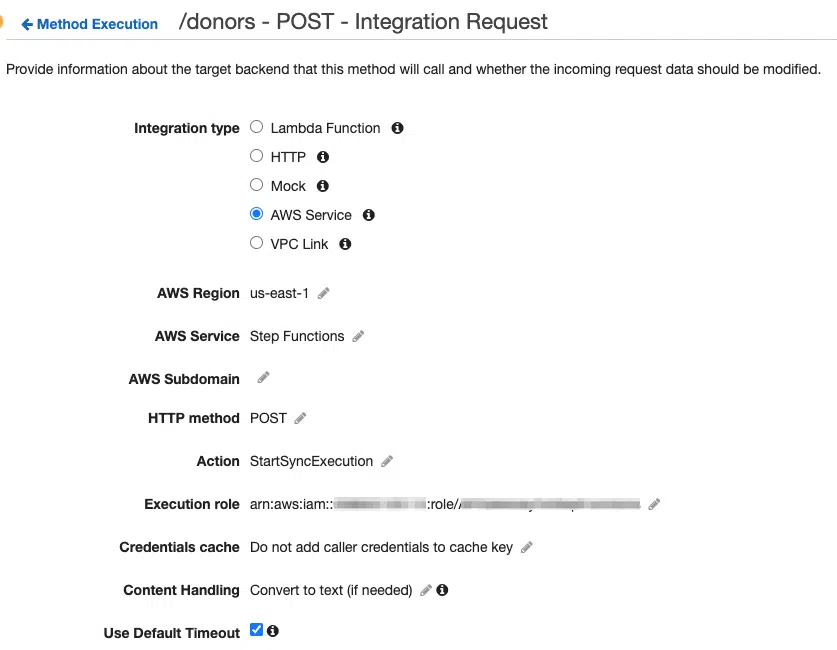 Method Execution /donors - POST - Integration Request
Provide information about the target backend that this method will call and whether the incoming request data should be modified.
Integration type Lambda Function
HTTP
Mock
AWS Service
VPC Link
AWS Region us-east-1
AWS Service Step Functions
AWS Subdomain
HTTP method POST
Action StartSyncExecution
Execution role arn:aws:iam:: :role/
Credentials cache Do not add caller credentials to cache key
Content Handling Convert to text (if needed)
Use Default Timeout